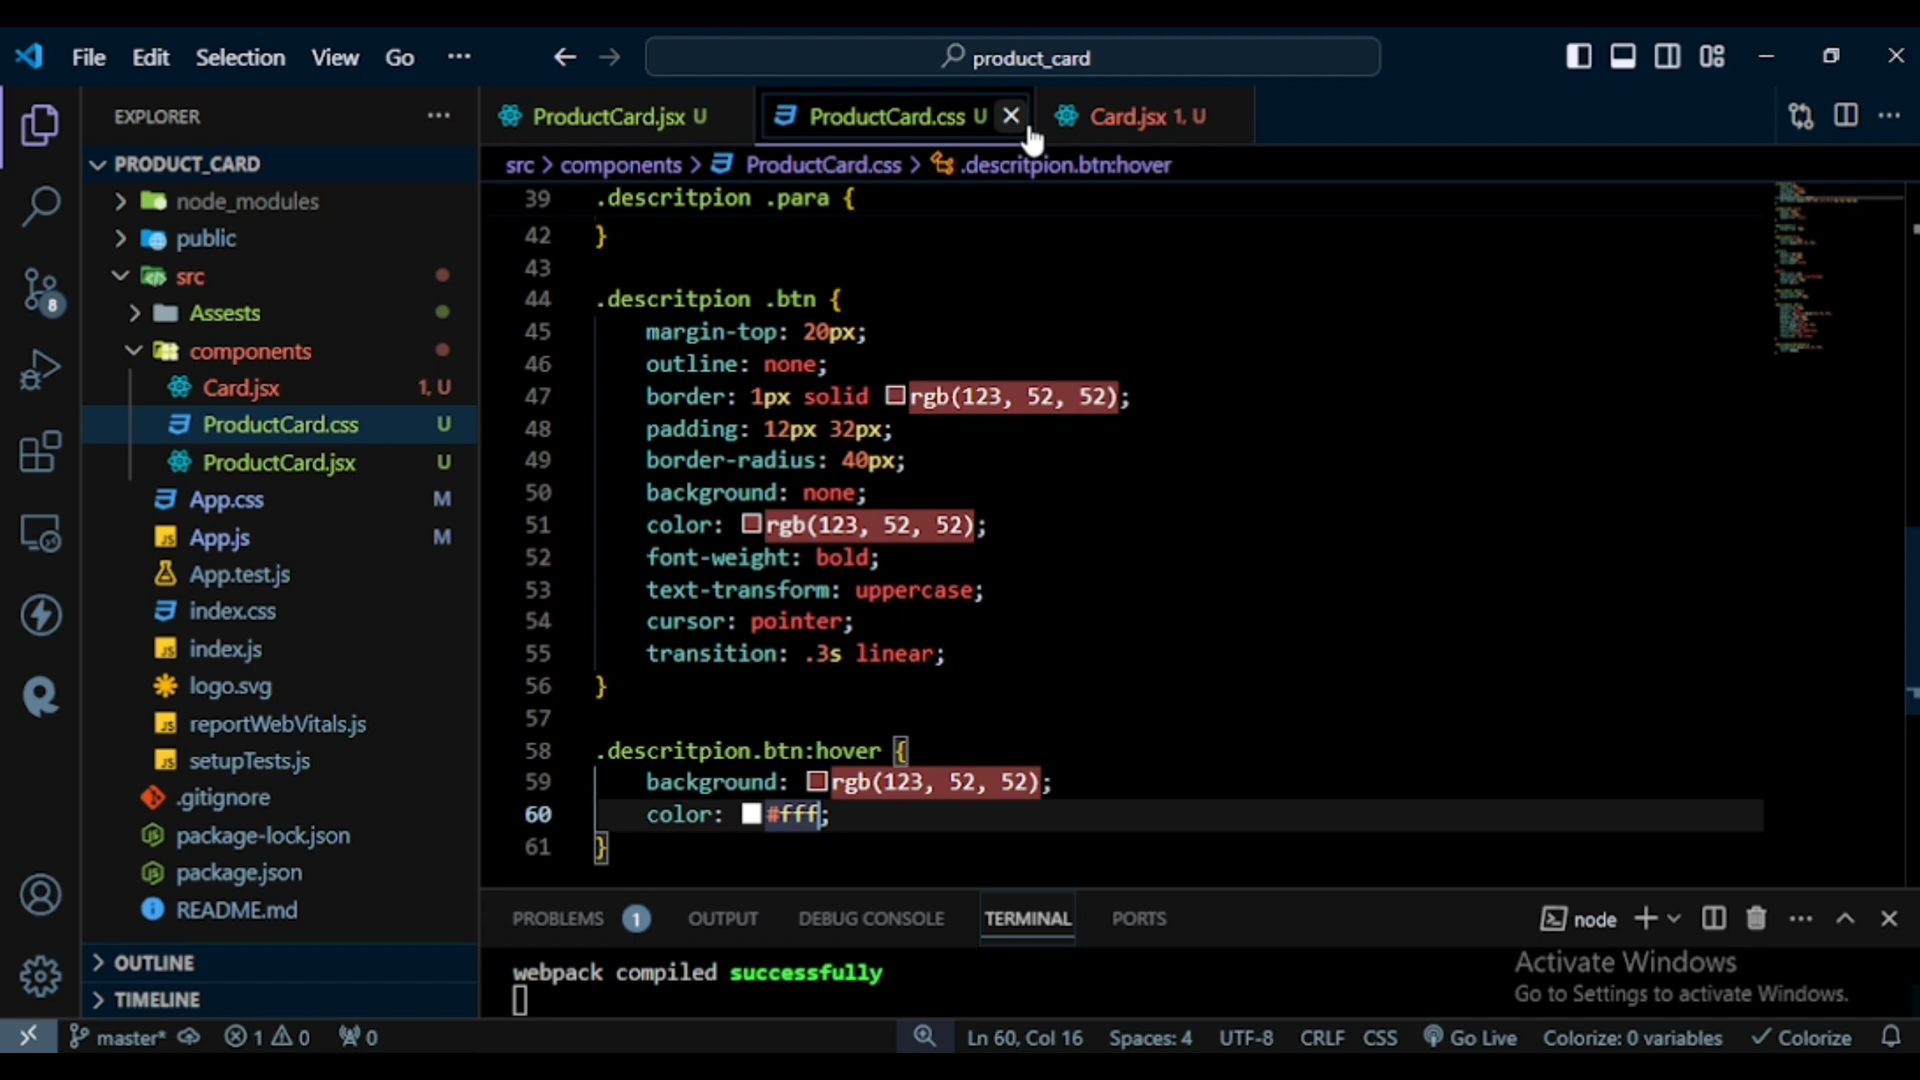 File Edit Selection View Go ··· product_card
EXPLORER ···
PRODUCT_CARD
node_modules
public
src
Assests
components
Card.jsx 1, U
ProductCard.css U
ProductCard.jsx U
App.css M
App.js M
App.test.js
index.css
index.js
logo.svg
reportWebVitals.js
setupTests.js
.gitignore
package-lock.json
package.json
README.md
OUTLINE
TIMELINE
8
ProductCard.jsx U ProductCard.css U Card.jsx 1, U
src > components > ProductCard.css > .descritpion.btn:hover
39 .descritpion .para {
42 }
43
44 .descritpion .btn {
45 margin-top: 20px;
46 outline: none;
47 border: 1px solid rgb(123, 52, 52);
48 padding: 12px 32px;
49 border-radius: 40px;
50 background: none;
51 color: rgb(123, 52, 52);
52 font-weight: bold;
53 text-transform: uppercase;
54 cursor: pointer;
55 transition: .3s linear;
56 }
57
58 .descritpion.btn:hover {
59 background: rgb(123, 52, 52);
60 color: #fff;
61 }
PROBLEMS 1 OUTPUT DEBUG CONSOLE TERMINAL PORTS node
webpack compiled successfully
Activate Windows
Go to Settings to activate Windows.
master* 1 0 0 Ln 60, Col 16 Spaces: 4 UTF-8 CRLF CSS Go Live Colorize: 0 variables Colorize